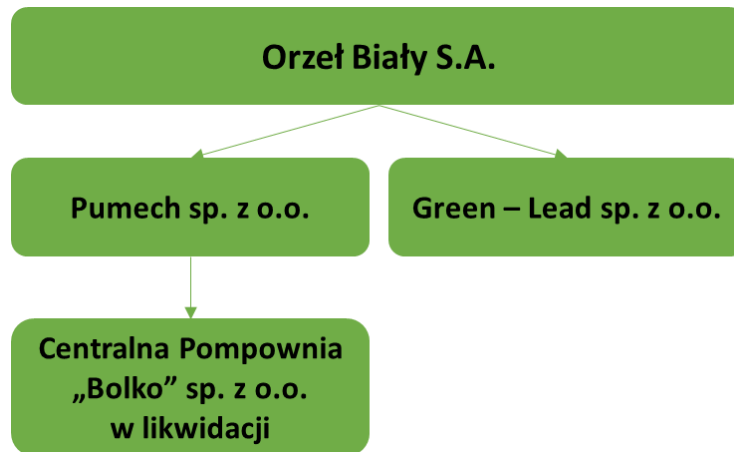 Orzeł Biały S.A.
Pumech sp. z o.o.
Green – Lead sp. z o.o.
Centralna Pompownia
„Bolko” sp. z o.o.
w likwidacji